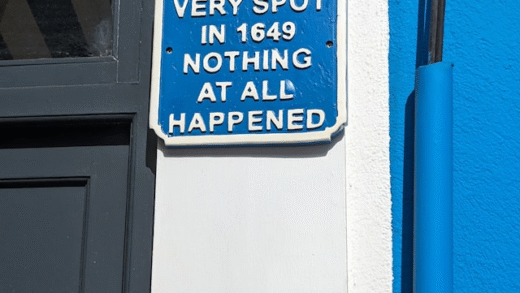 VERY SPOT
IN 1649
NOTHING
AT ALL
HAPPENED